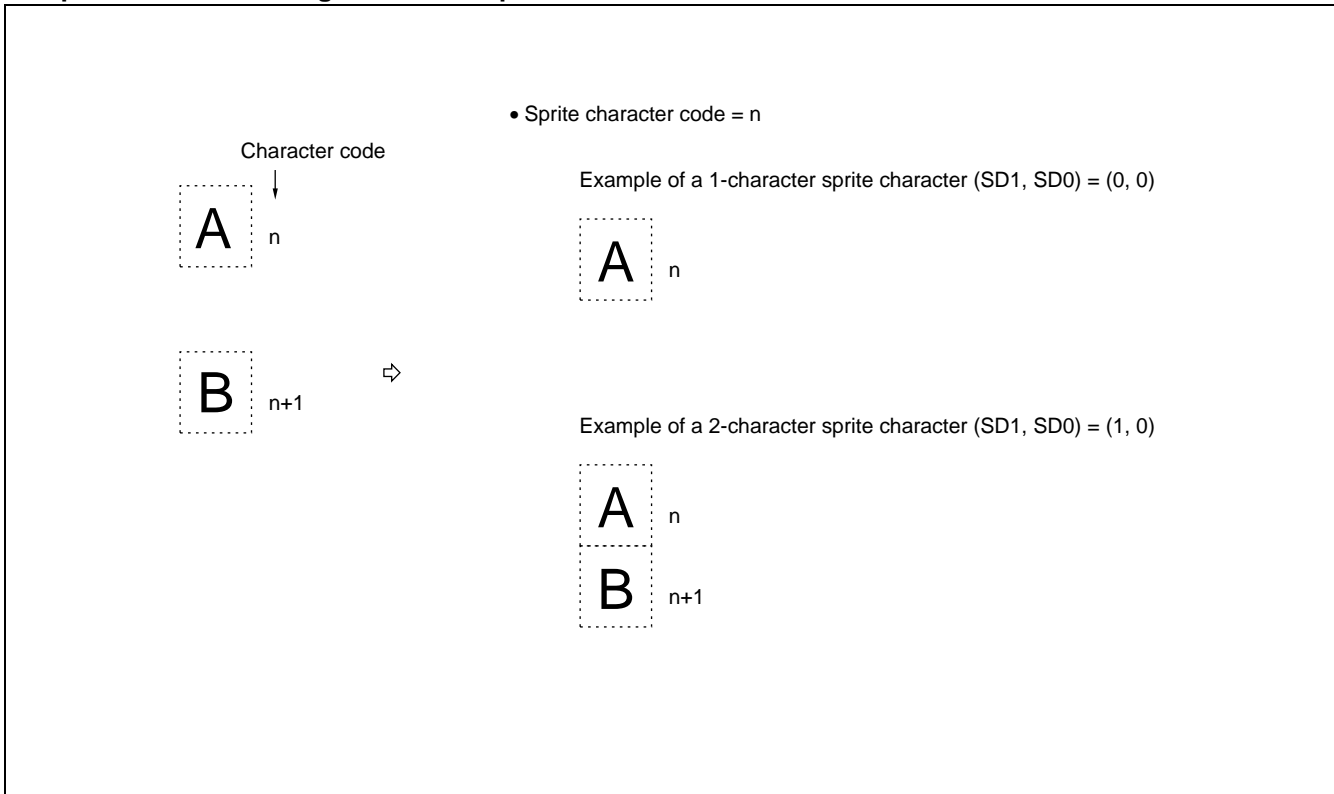 • Sprite character code = n
Character code
Example of a 1-character sprite character (SD1, SD0) = (0, 0)
A n
A n
B n+1
Example of a 2-character sprite character (SD1, SD0) = (1, 0)
A n
B n+1